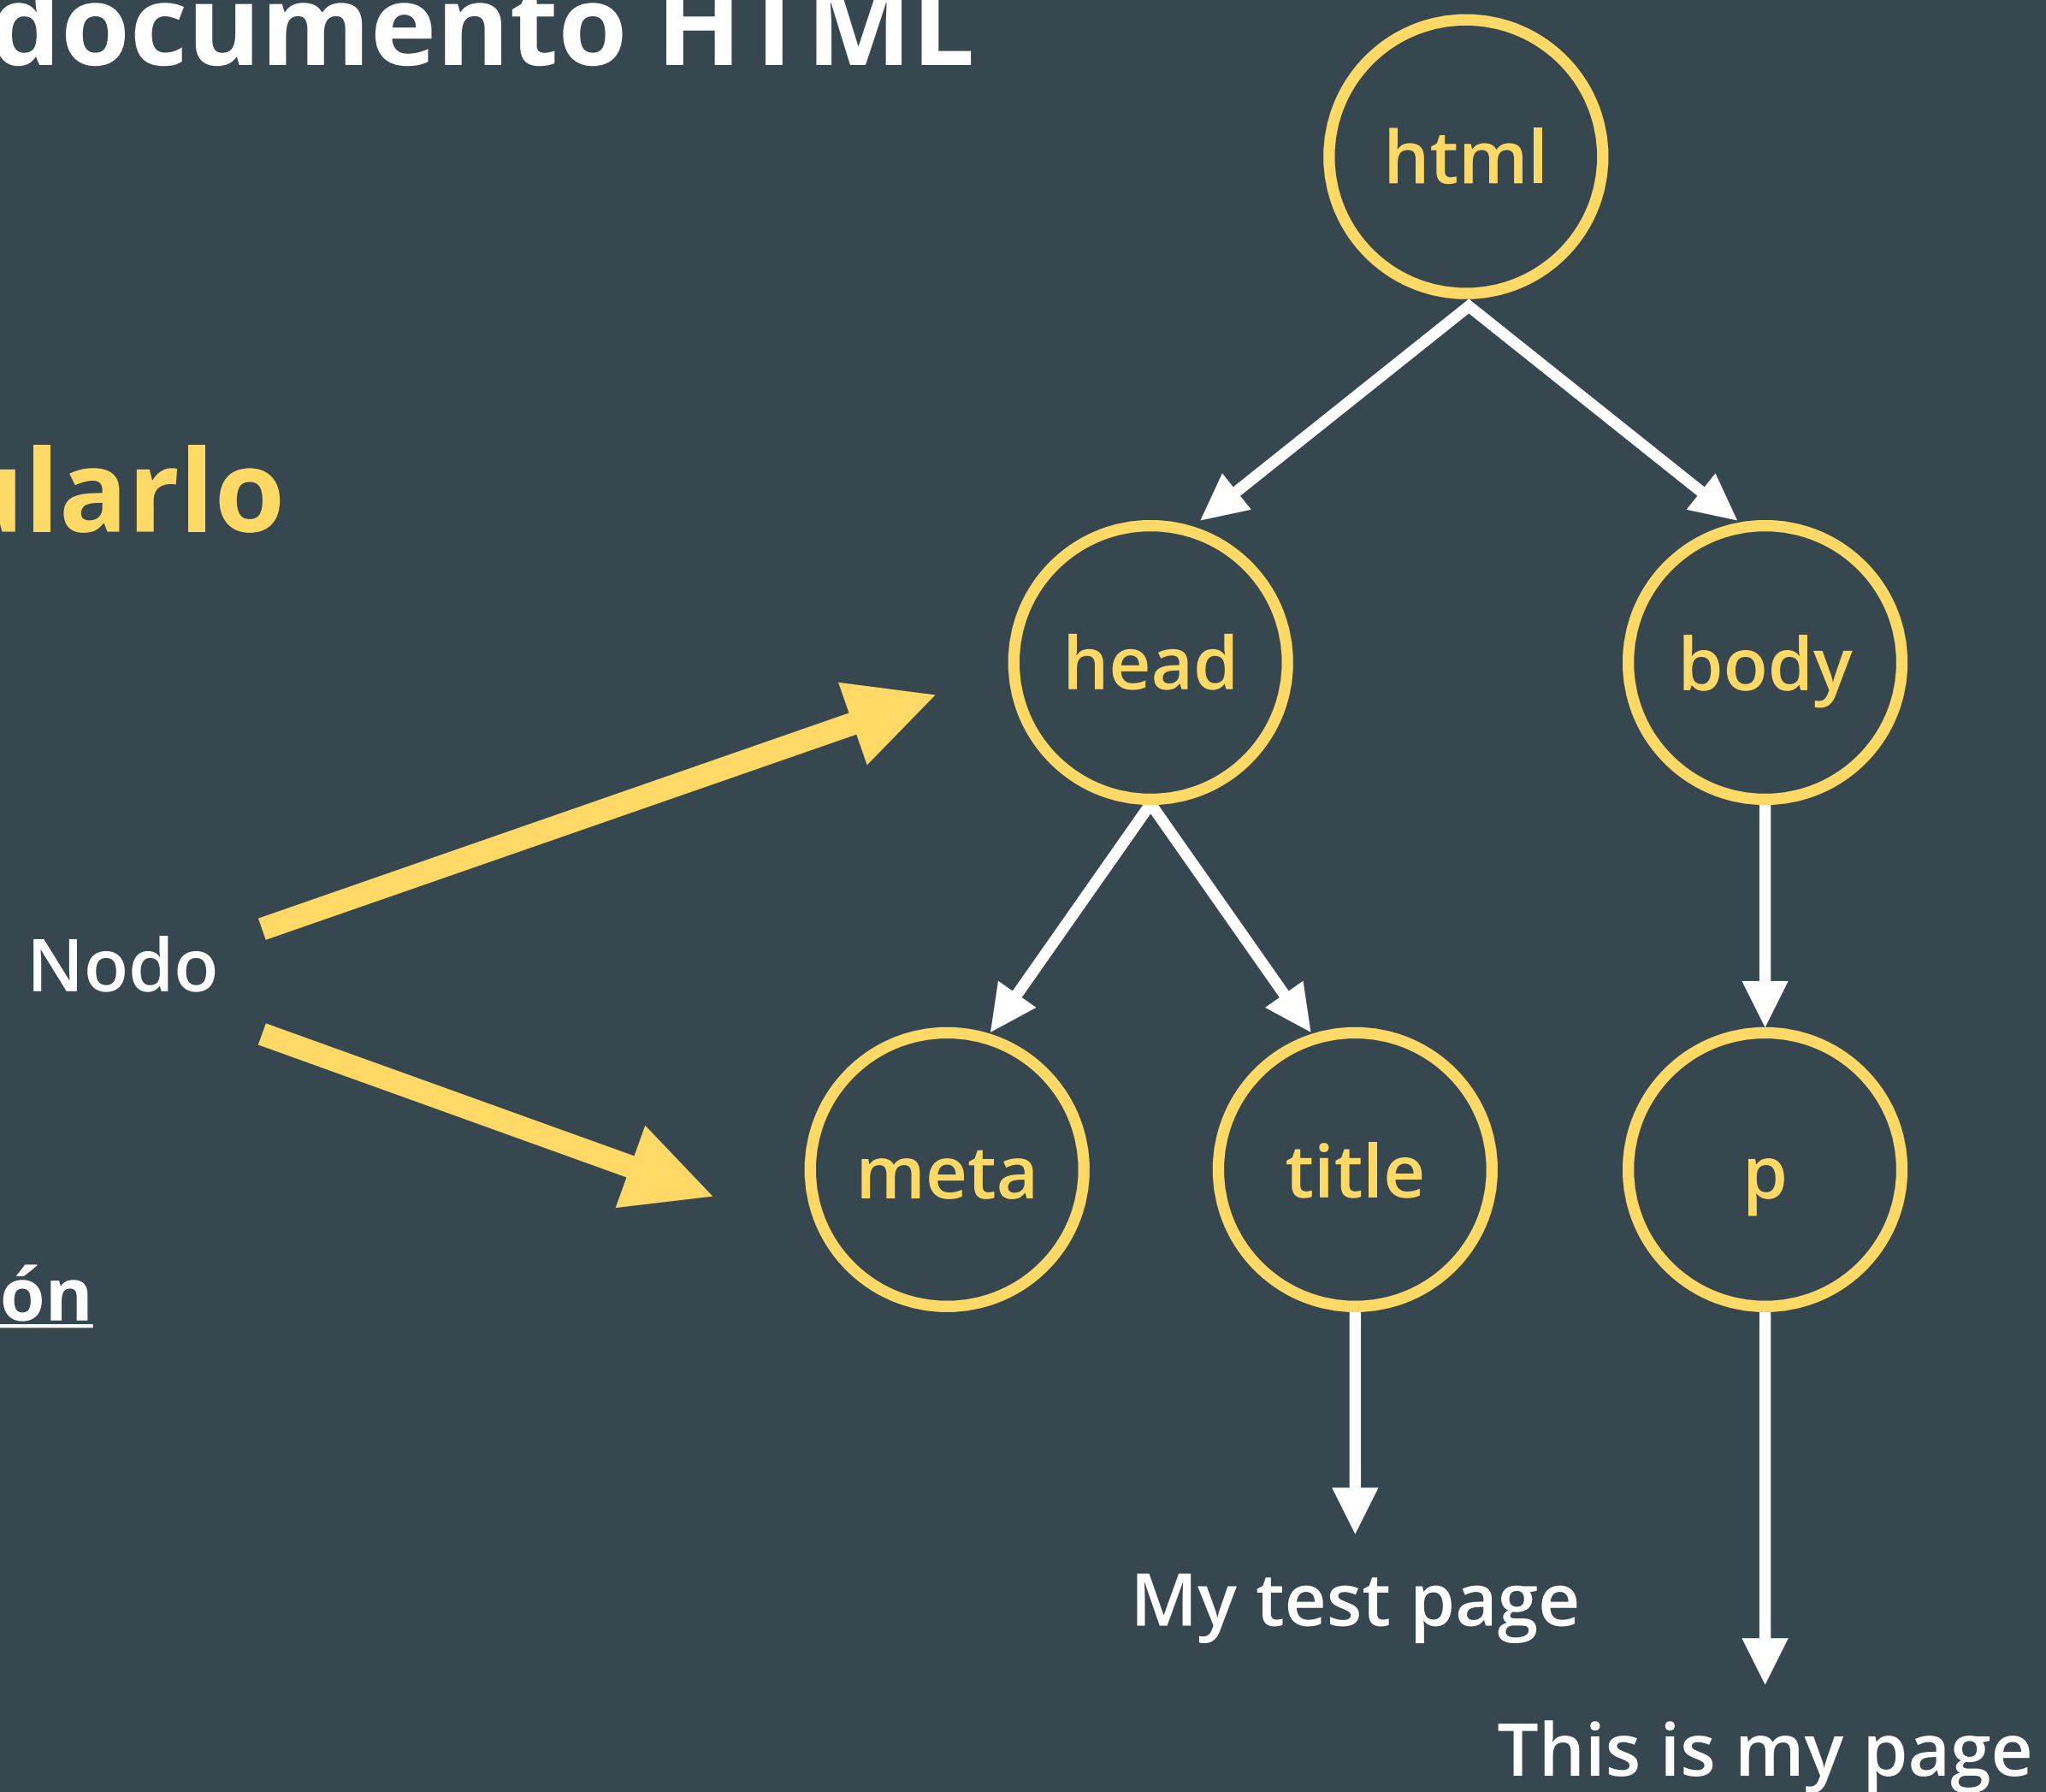 documento HTML
html
ularlo
head
body
Nodo
meta
title
p
ón
My test page
This is my page